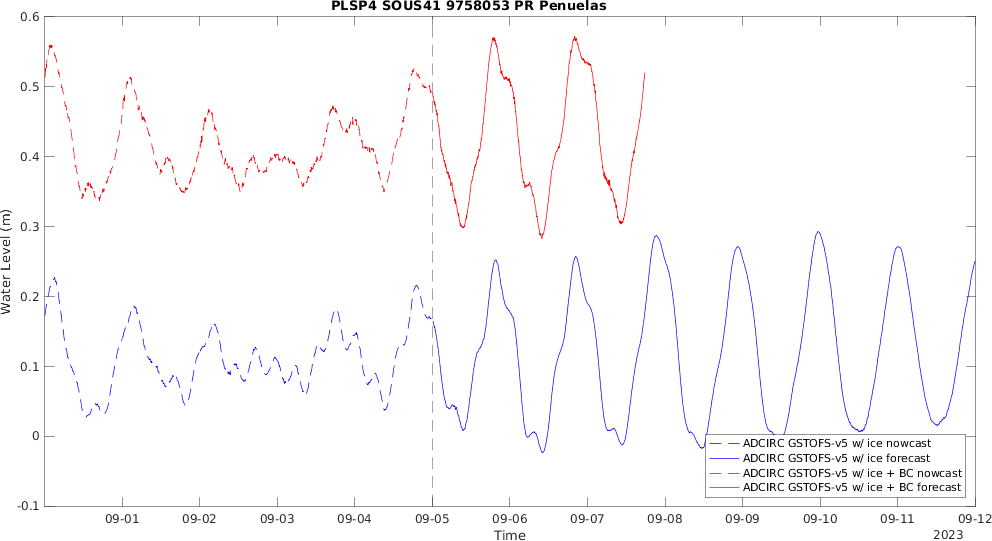 PLSP4 SOUS41 9758053 PR Penuelas
0.6
0.5
0.4
0.3
0.2
0.1
0
-0.1
Water Level (m)
ADCIRC GSTOFS-v5 w/ ice nowcast
ADCIRC GSTOFS-v5 w/ ice forecast
ADCIRC GSTOFS-v5 w/ ice + BC nowcast
ADCIRC GSTOFS-v5 w/ ice + BC forecast
09-01 09-02 09-03 09-04 09-05 09-06 09-07 09-08 09-09 09-10 09-11 09-12
Time
2023